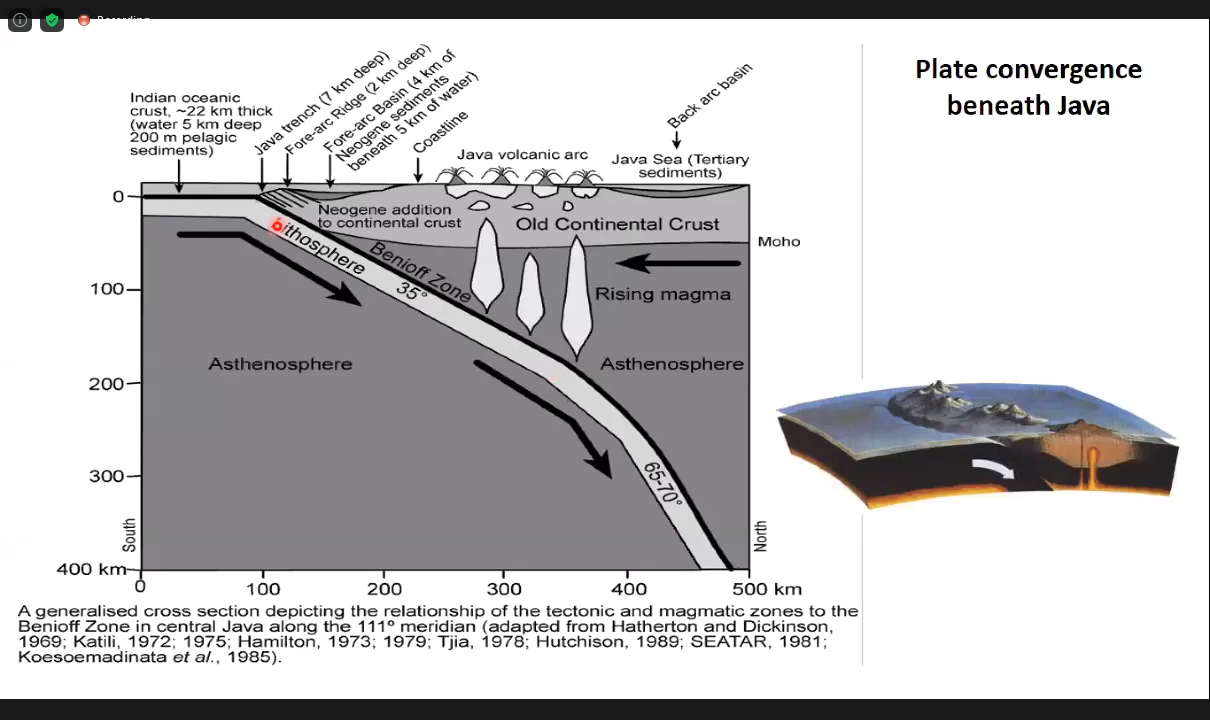 Recording
Plate convergence
beneath Java
Indian oceanic
crust, ~22 km thick
(water 5 km deep
200 m pelagic
sediments)
Java trench (7 km deep)
Fore-arc Ridge (2 km deep)
Fore-arc Basin (4 km of
Neogene sediments
beneath 5 km of water)
Coastline
Java volcanic arc
Back arc basin
Java Sea (Tertiary
sediments)
0
Neogene addition
to continental crust
Old Continental Crust
Moho
lithosphere
Benioff Zone
35°
Rising magma
100
Asthenosphere
Asthenosphere
200
300
65-70°
South
North
400 km
0
100
200
300
400
500 km
A generalised cross section depicting the relationship of the tectonic and magmatic zones to the
Benioff Zone in central Java along the 111º meridian (adapted from Hatherton and Dickinson,
1969; Katili, 1972; 1975; Hamilton, 1973; 1979; Tjia, 1978; Hutchison, 1989; SEATAR, 1981;
Koesoemadinata et al., 1985).